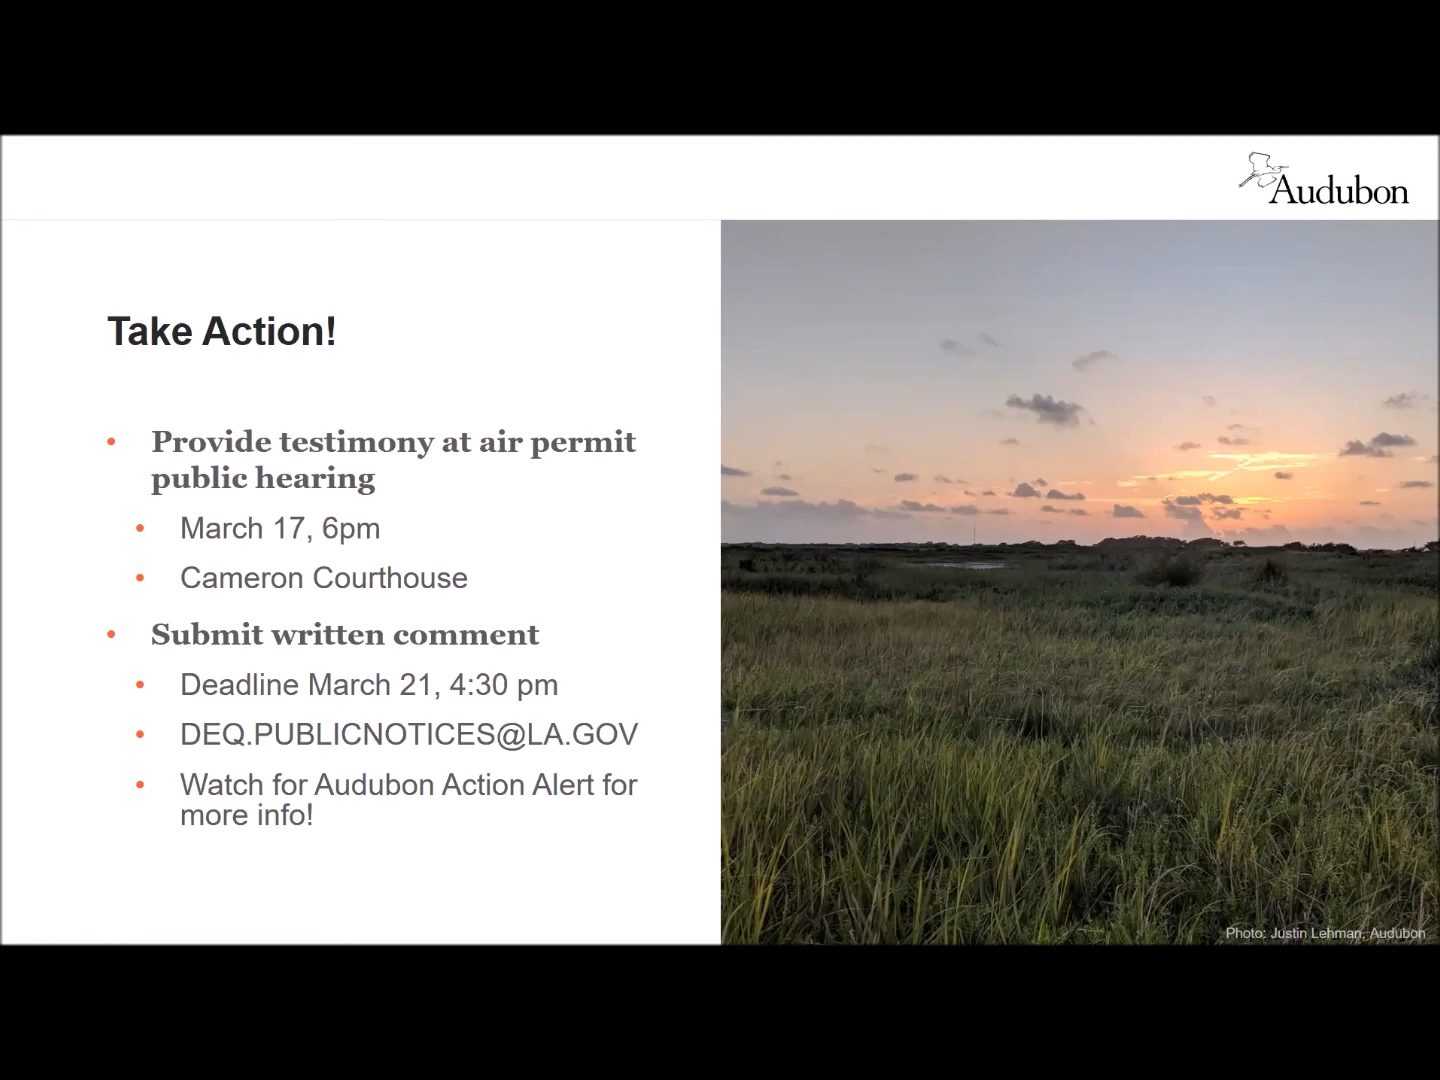 Audubon
Take Action!
• Provide testimony at air permit
public hearing
• March 17, 6pm
• Cameron Courthouse
• Submit written comment
• Deadline March 21, 4:30 pm
• DEQ.PUBLICNOTICES@LA.GOV
• Watch for Audubon Action Alert for
more info!
Photo: Justin Lehman, Audubon